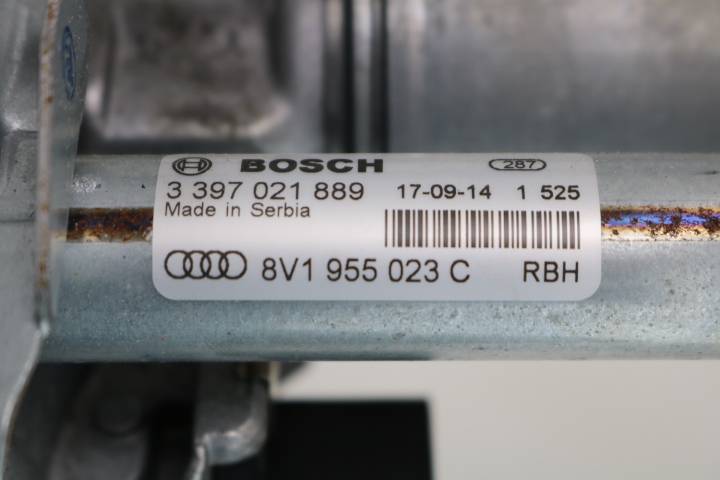 BOSCH 287
3 397 021 889 17-09-14 1 525
Made in Serbia
8V1 955 023 C RBH